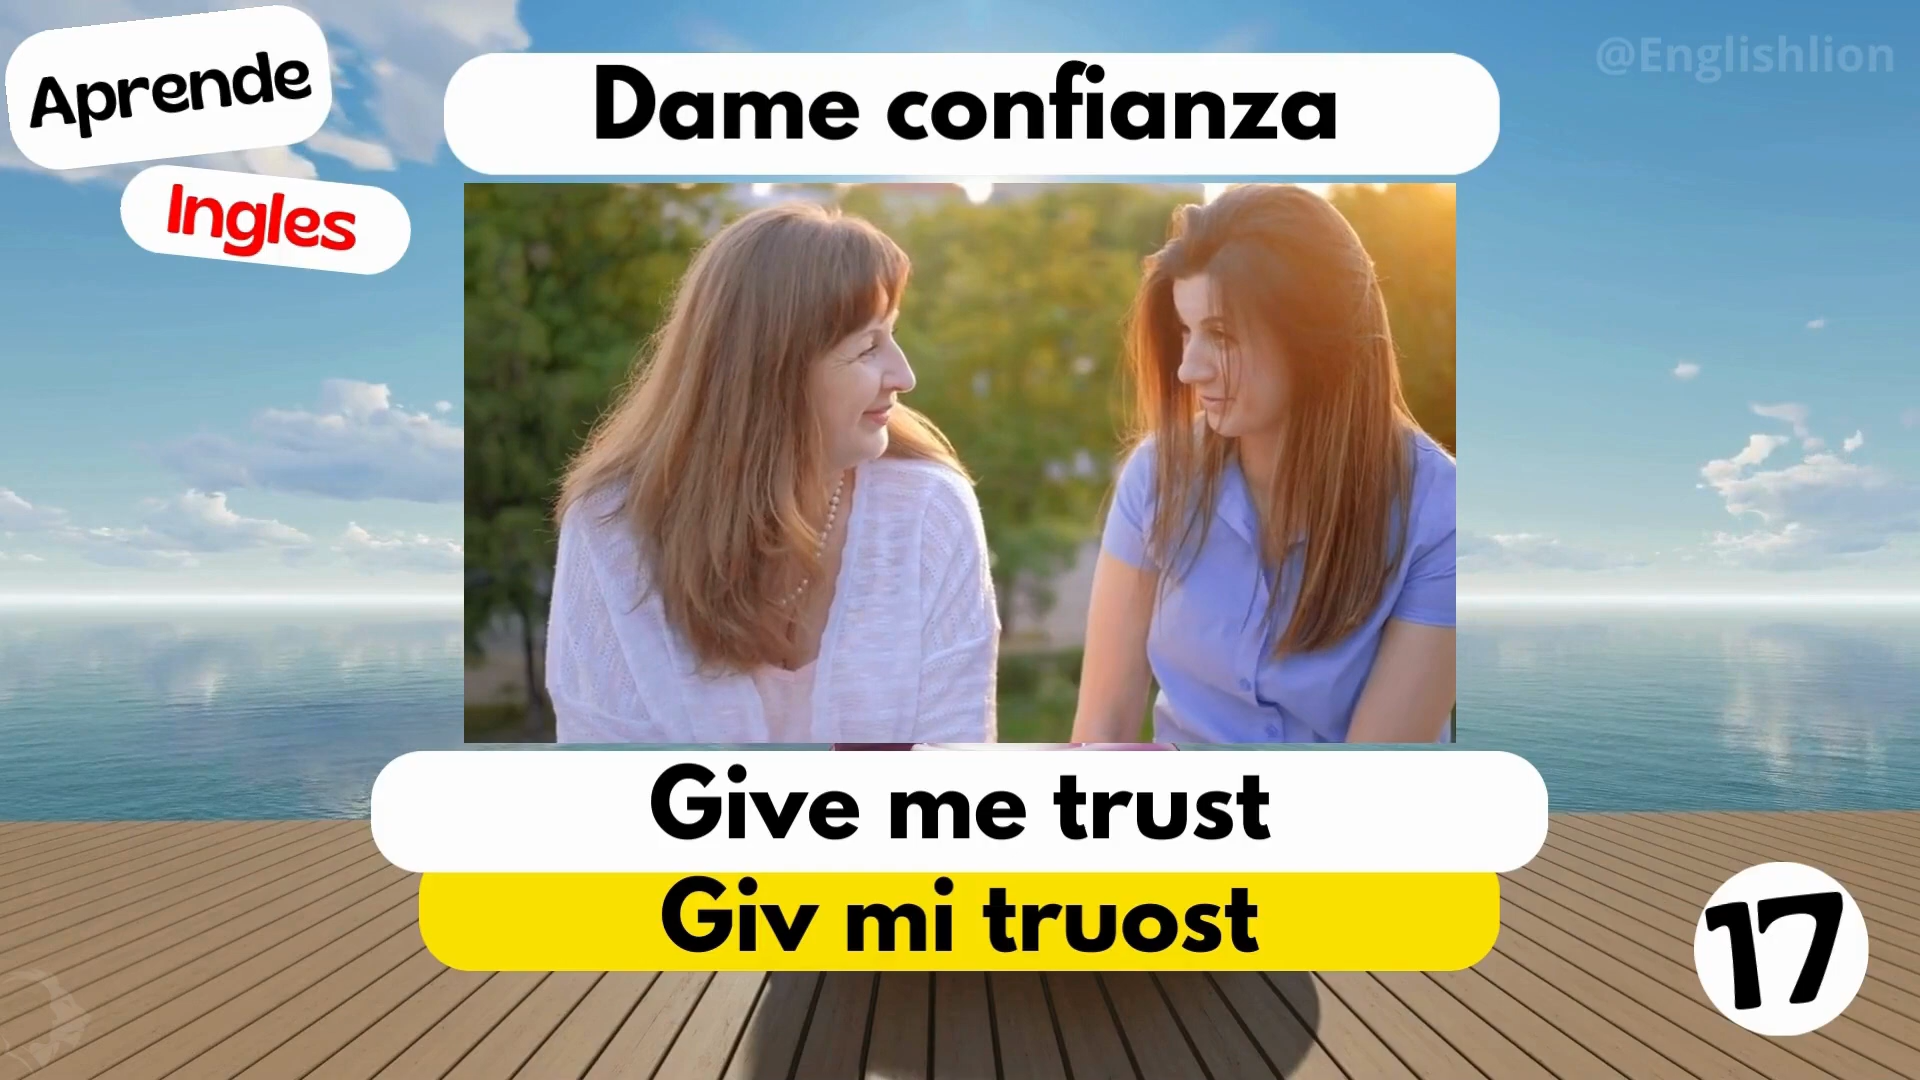 Aprende
Ingles
@Englishlion
Dame confianza
Give me trust
Giv mi truost
17